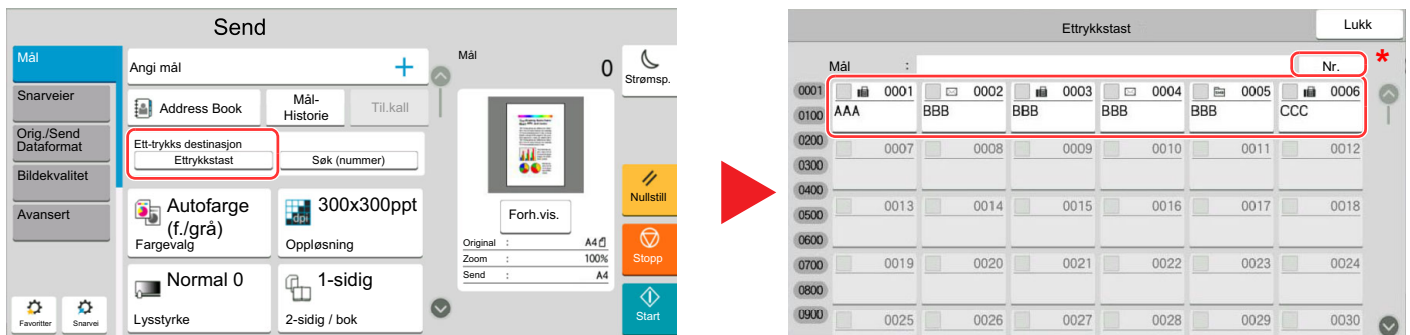 Send
Mål
Snarveier
Orig./Send
Dataformat
Bildekvalitet
Avansert
Favoritter
Snarvei
Angi mål
Address Book
Mål-
Historie
Til.kall
Ett-trykks destinasjon
Ettrykkstast
Søk (nummer)
Autofarge
(f./grå)
Fargevalg
300x300ppt
dpi
Oppløsning
Normal 0
Lysstyrke
1-sidig
2-sidig / bok
Mål 0
Forh.vis.
Original : A4
Zoom : 100%
Send : A4
Strømsp.
Nullstill
Stopp
Start
Ettrykkstast
Lukk
Mål :
Nr. *
0001
0100
0200
0300
0400
0500
0600
0700
0800
0900
0001 0002 0003 0004 0005 0006
AAA BBB BBB BBB BBB CCC
0007 0008 0009 0010 0011 0012
0013 0014 0015 0016 0017 0018
0019 0020 0021 0022 0023 0024
0025 0026 0027 0028 0029 0030